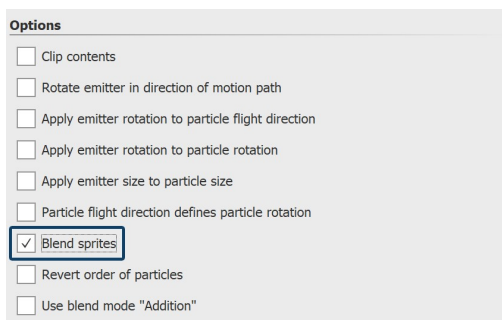 Options
Clip contents
Rotate emitter in direction of motion path
Apply emitter rotation to particle flight direction
Apply emitter rotation to particle rotation
Apply emitter size to particle size
Particle flight direction defines particle rotation
Blend sprites
Revert order of particles
Use blend mode "Addition"